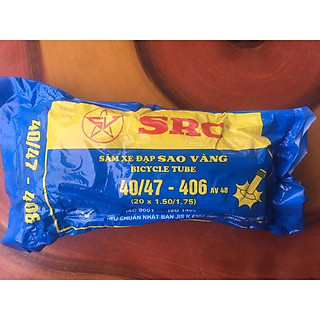 SRC
SĂM XE ĐẠP SAO VÀNG
BICYCLE TUBE
40/47 - 406 AV 48
(20 x 1.50/1.75)
40/47 - 406